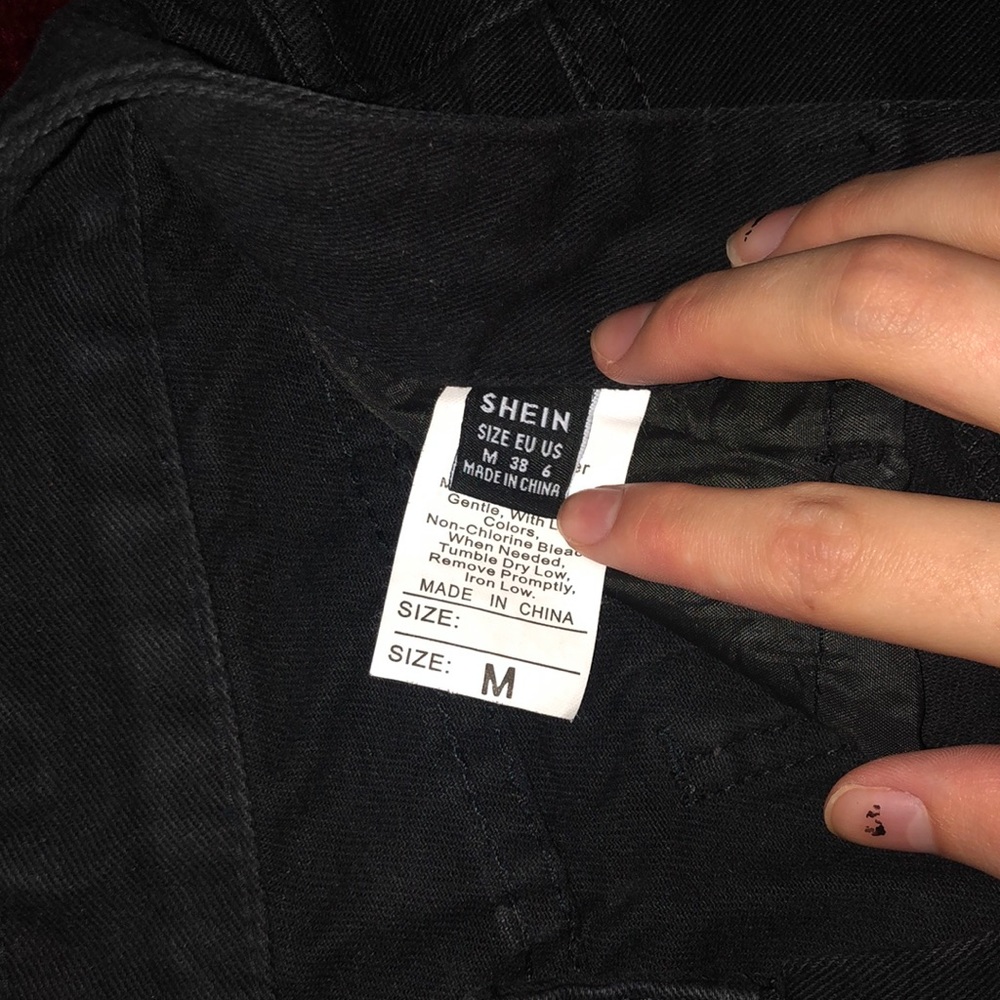 SHEIN
SIZE EU US
M 38 6
MADE IN CHINA
Gentle, With
Colors,
Non-Chlorine
When Needed,
Tumble Dry Low,
Remove Promptly,
Iron Low.
MADE IN CHINA
SIZE:
SIZE: M